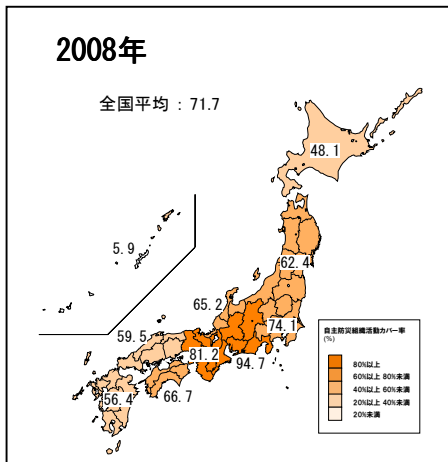 2008年
全国平均 : 71.7
48.1
5.9
62.4
65.2
74.1
59.5
81.2
94.7
66.7
56.4
自主防災組織活動カバー率
(%)
80%以上
60%以上 80%未満
40%以上 60%未満
20%以上 40%未満
20%未満